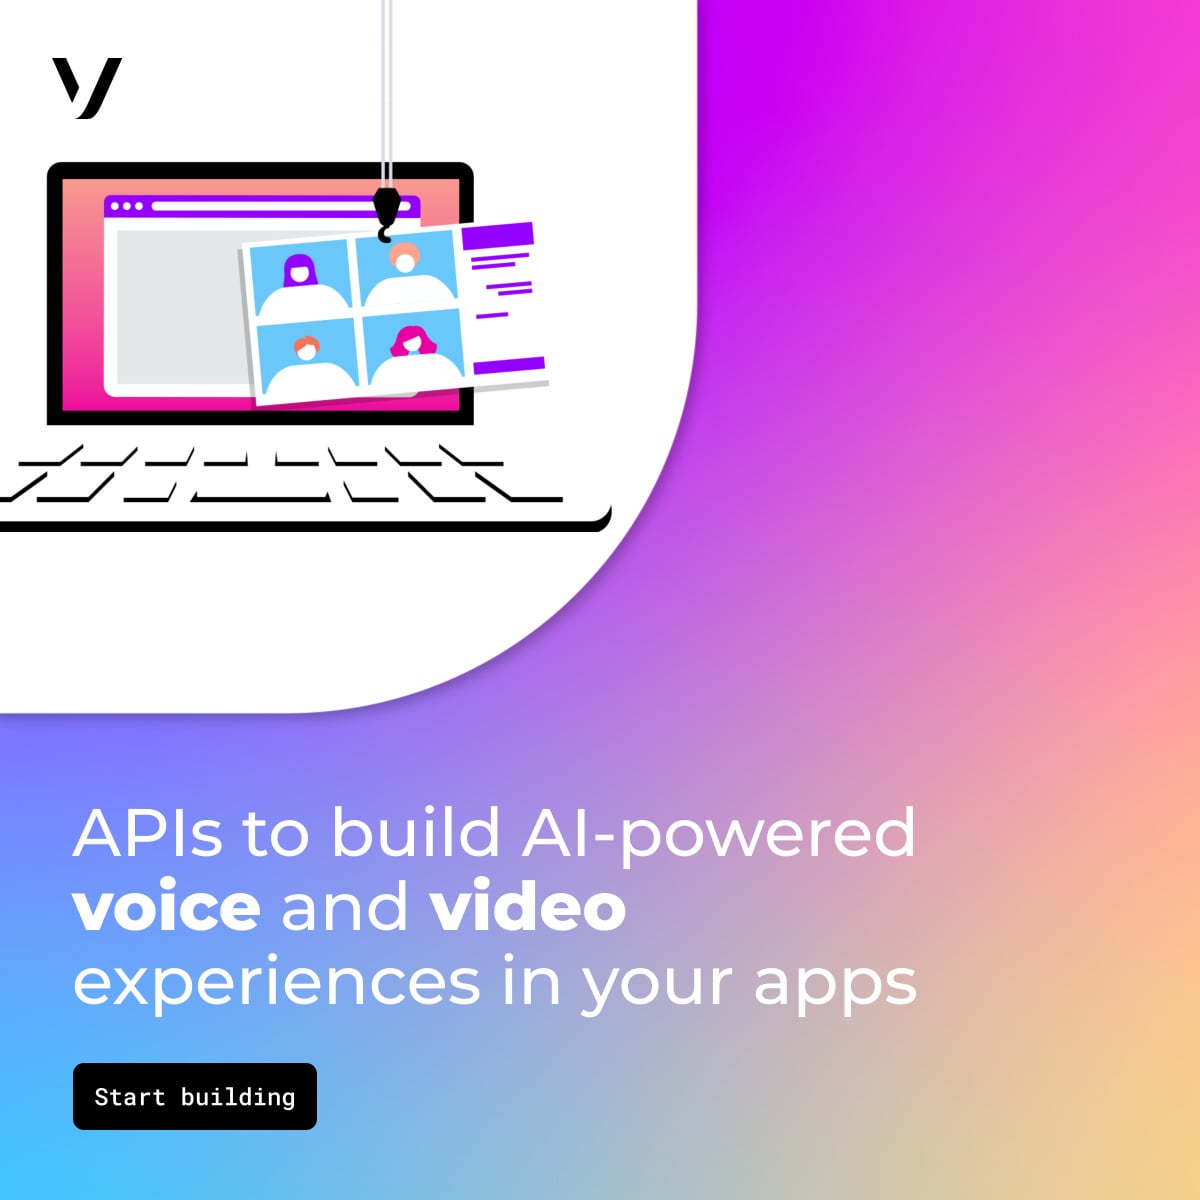 APIs to build AI-powered
voice and video
experiences in your apps
Start building